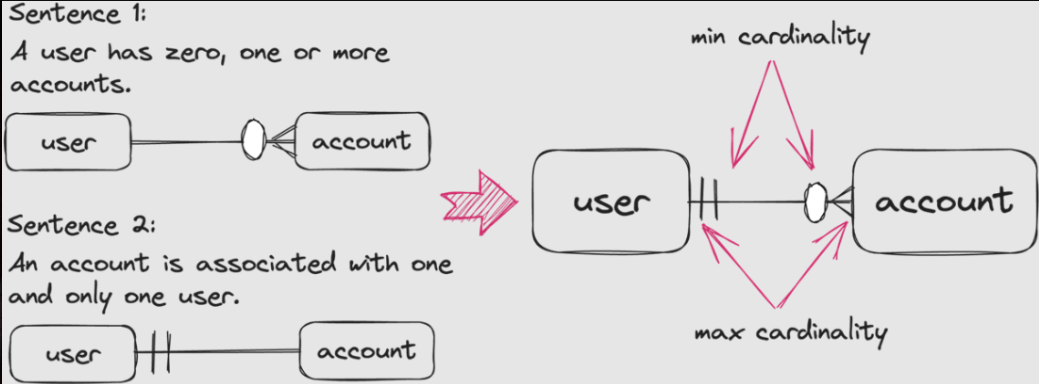 Sentence 1:
A user has zero, one or more
accounts.
user
account
Sentence 2:
An account is associated with one
and only one user.
user
account
min cardinality
user
account
max cardinality